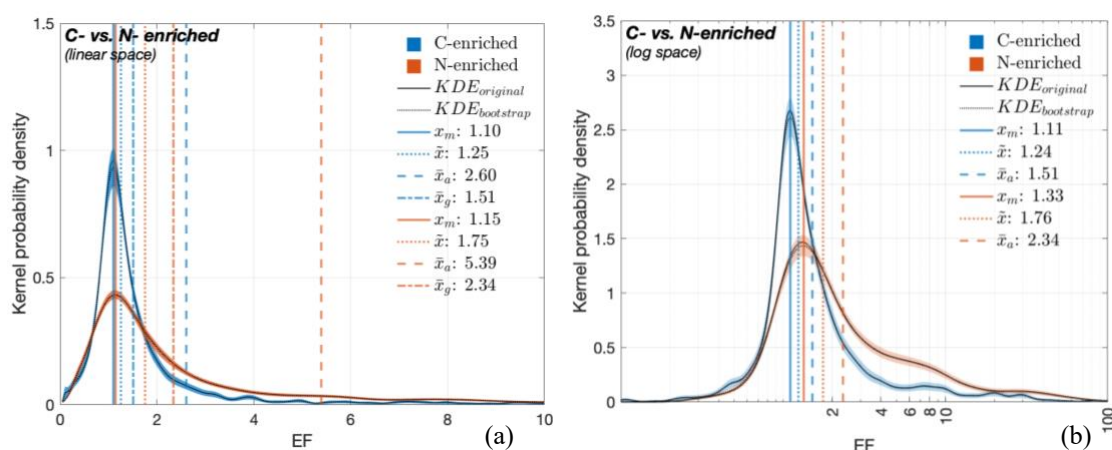 C- vs. N- enriched
(linear space)
C-enriched
N-enriched
KDE_original
KDE_bootstrap
x_m: 1.10
x̃: 1.25
x̄_a: 2.60
x̄_g: 1.51
x_m: 1.15
x̃: 1.75
x̄_a: 5.39
x̄_g: 2.34
Kernel probability density
1.5
1
0.5
0
0 2 4 6 8 10
EF
(a)
C- vs. N-enriched
(log space)
C-enriched
N-enriched
KDE_original
KDE_bootstrap
x_m: 1.11
x̃: 1.24
x̄_a: 1.51
x_m: 1.33
x̃: 1.76
x̄_a: 2.34
Kernel probability density
3.5
3
2.5
2
1.5
1
0.5
0
2 4 6 8 10 100
EF
(b)